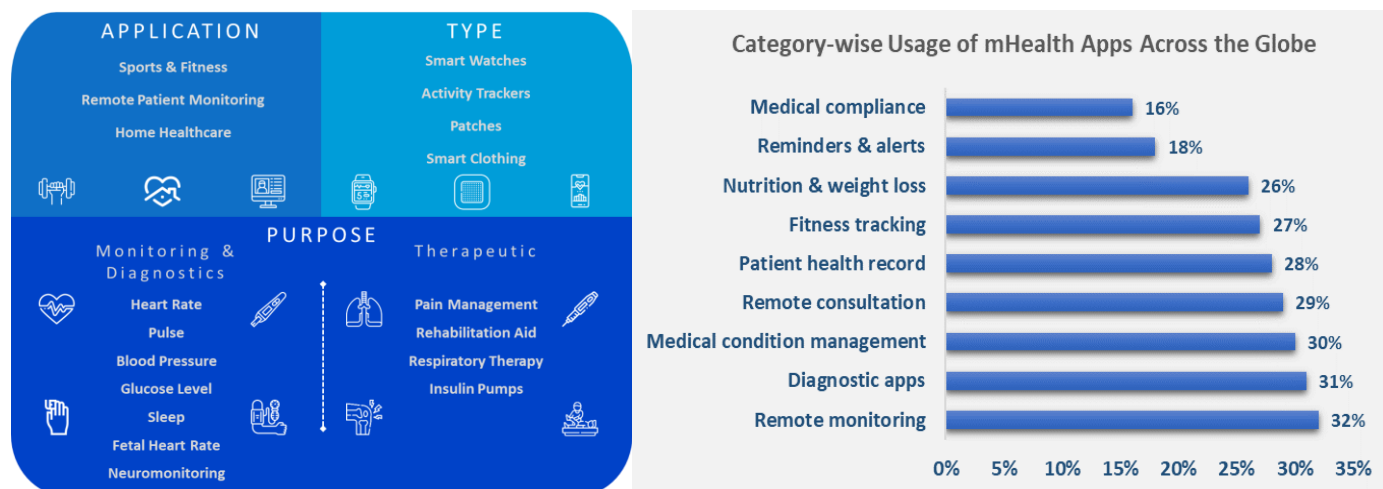 APPLICATION
Sports & Fitness
Remote Patient Monitoring
Home Healthcare
TYPE
Smart Watches
Activity Trackers
Patches
Smart Clothing
PURPOSE
Monitoring &
Diagnostics
Heart Rate
Pulse
Blood Pressure
Glucose Level
Sleep
Fetal Heart Rate
Neuromonitoring
Therapeutic
Pain Management
Rehabilitation Aid
Respiratory Therapy
Insulin Pumps
Category-wise Usage of mHealth Apps Across the Globe
Medical compliance 16%
Reminders & alerts 18%
Nutrition & weight loss 26%
Fitness tracking 27%
Patient health record 28%
Remote consultation 29%
Medical condition management 30%
Diagnostic apps 31%
Remote monitoring 32%
0% 5% 10% 15% 20% 25% 30% 35%